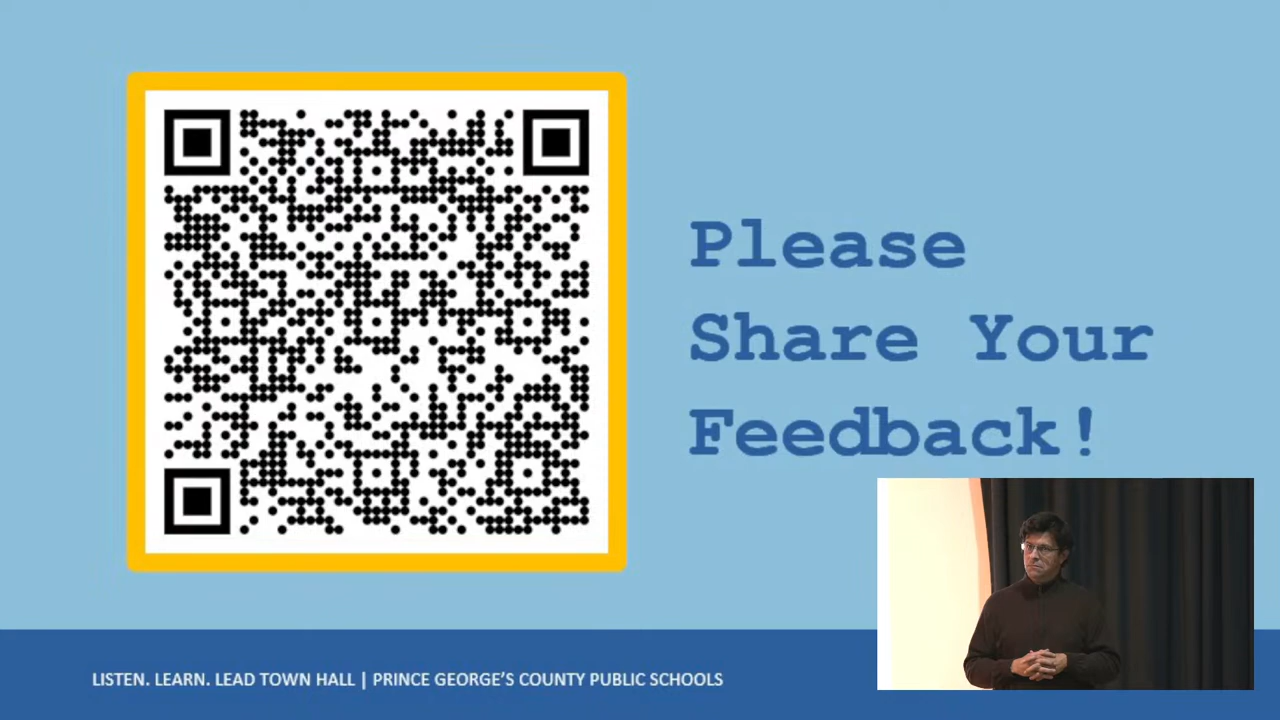 Please
Share Your
Feedback!
LISTEN. LEARN. LEAD TOWN HALL | PRINCE GEORGE'S COUNTY PUBLIC SCHOOLS